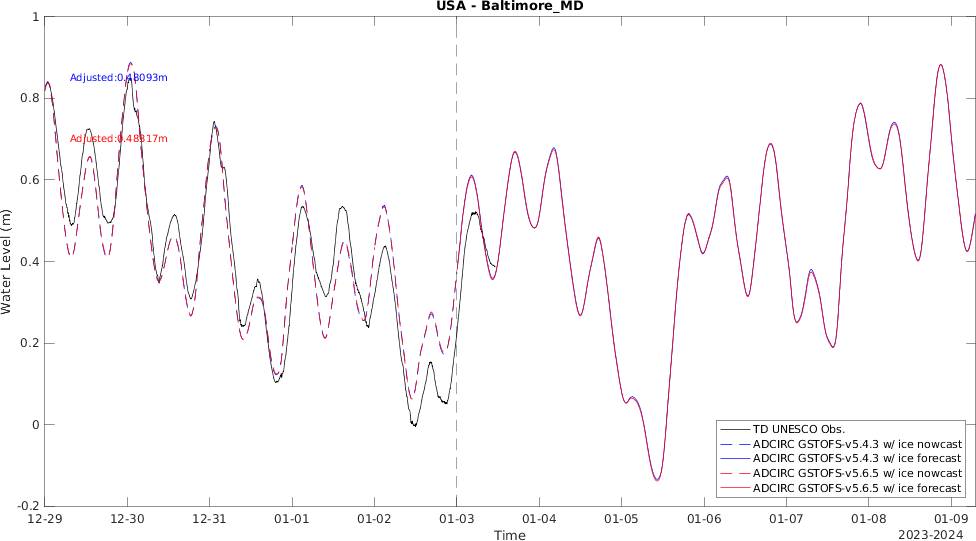 USA - Baltimore_MD
1
0.8
0.6
0.4
0.2
0
-0.2
Water Level (m)
Adjusted:0.48093m
Adjusted:0.48317m
TD UNESCO Obs.
ADCIRC GSTOFS-v5.4.3 w/ ice nowcast
ADCIRC GSTOFS-v5.4.3 w/ ice forecast
ADCIRC GSTOFS-v5.6.5 w/ ice nowcast
ADCIRC GSTOFS-v5.6.5 w/ ice forecast
12-29 12-30 12-31 01-01 01-02 01-03 01-04 01-05 01-06 01-07 01-08 01-09
Time
2023-2024